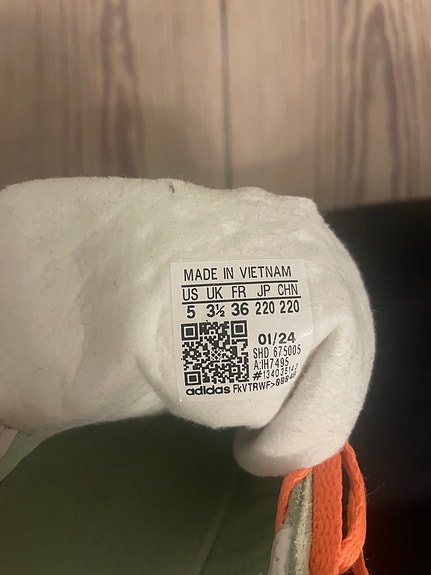 MADE IN VIETNAM
US UK FR JP CHN
5 3½ 36 220 220
01/24
SHD 675005
A:IH7495
adidas